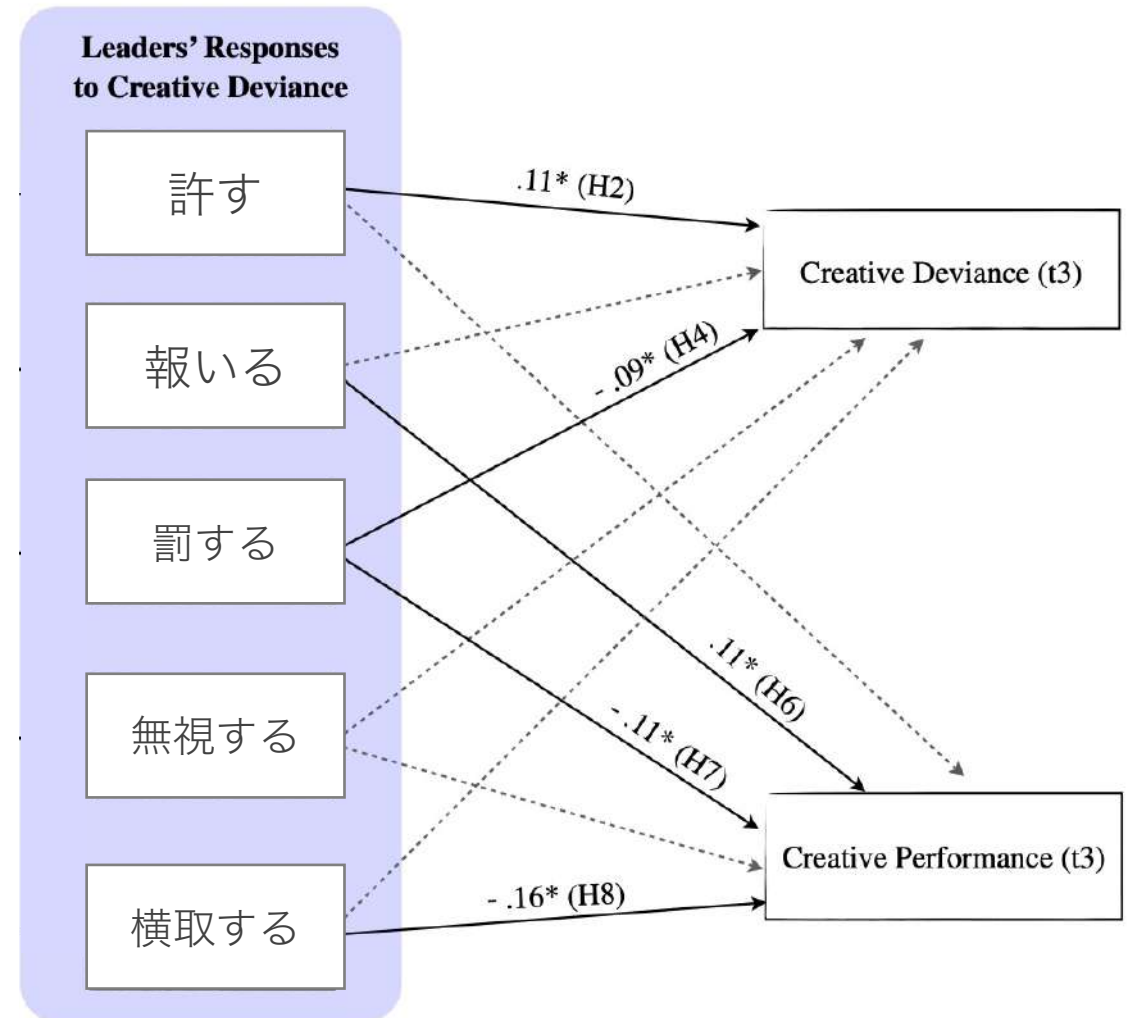 Leaders' Responses
to Creative Deviance
許す
報いる
罰する
無視する
横取する
.11* (H2)
- .09* (H4)
.11* (H6)
- .11* (H7)
- .16* (H8)
Creative Deviance (t3)
Creative Performance (t3)